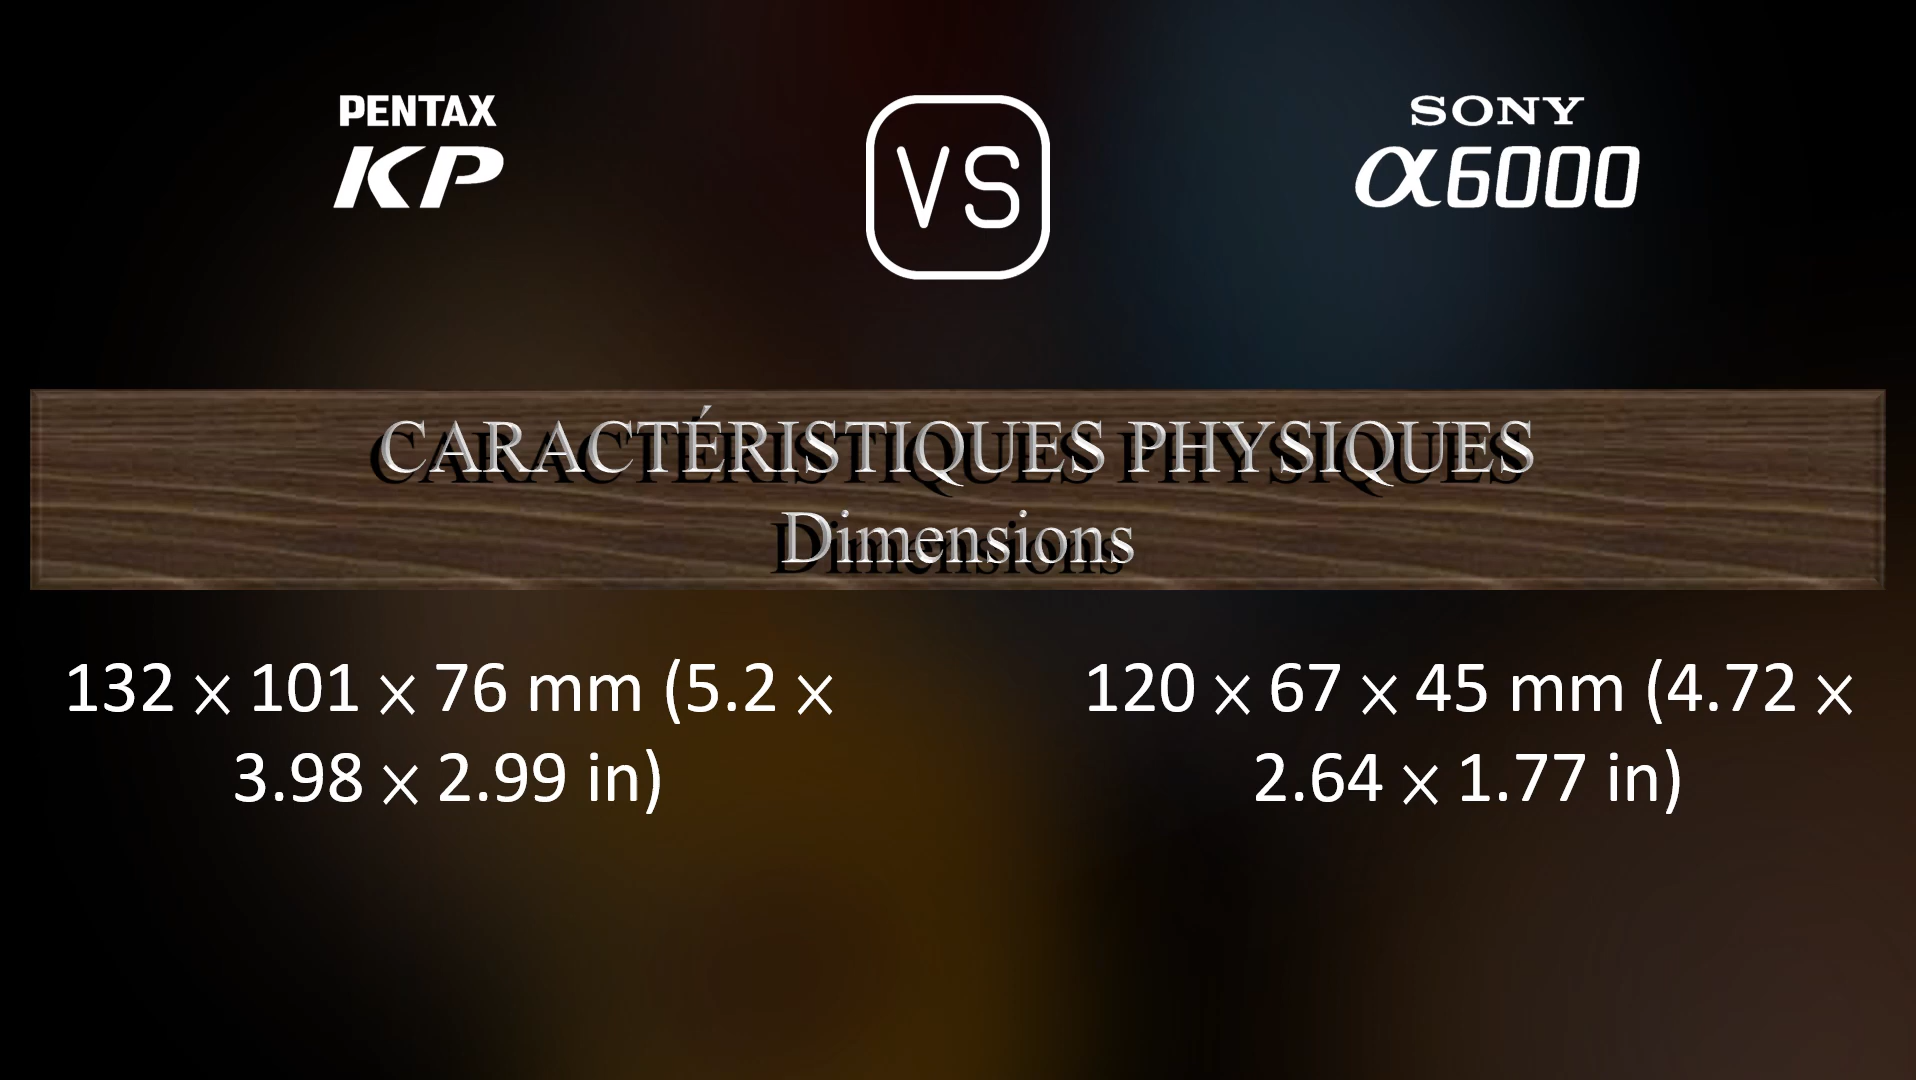 PENTAX
KP
VS
SONY
α6000
CARACTÉRISTIQUES PHYSIQUES
Dimensions
132 x 101 x 76 mm (5.2 x
3.98 x 2.99 in)
120 x 67 x 45 mm (4.72 x
2.64 x 1.77 in)